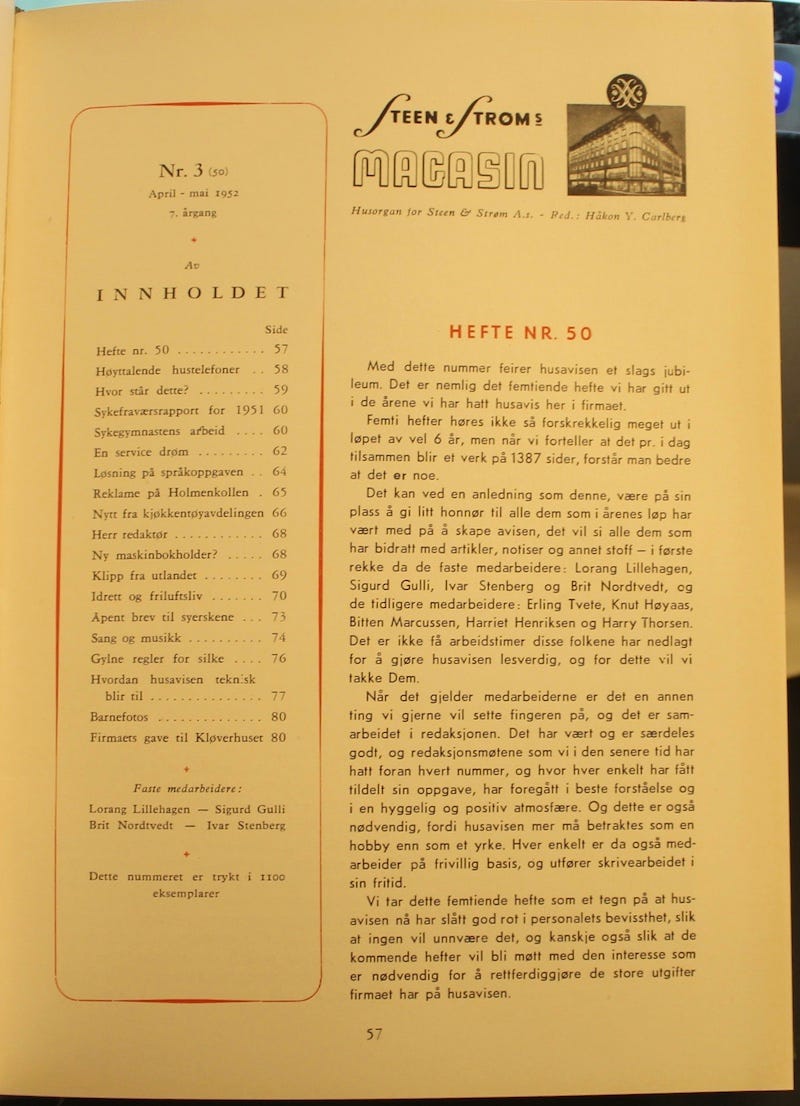 Nr. 3 (50)
April - mai 1952
7. årgang
Av
INNHOLDET
Side
Hefte nr. 50 . . . . . . . . . . . . 57
Høyttalende hustelefoner . . 58
Hvor står dette? . . . . . . . . . 59
Sykefraværsrapport for 1951 60
Sykegymnastens arbeid . . . . 60
En service drøm . . . . . . . . . 62
Løsning på språkoppgaven . . 64
Reklame på Holmenkollen . 65
Nytt fra kjøkkentøyavdelingen 66
Herr redaktør . . . . . . . . . . . . 68
Ny maskinbokholder? . . . . . 68
Klipp fra utlandet . . . . . . . . 69
Idrett og friluftsliv . . . . . . . 70
Åpent brev til syerskene . . . 73
Sang og musikk . . . . . . . . . . 74
Gylne regler for silke . . . . 76
Hvordan husavisen teknisk
blir til . . . . . . . . . . . . . . . 77
Barnefotos . . . . . . . . . . . . . . 80
Firmaets gave til Kløverhuset 80
Faste medarbeidere:
Lorang Lillehagen — Sigurd Gulli
Brit Nordtvedt — Ivar Stenberg
Dette nummeret er trykt i 1100
eksemplarer
STEEN & STRØMS
MAGASIN
Husorgan for Steen & Strøm A.s. - Red.: Håkon Y. Carlberg
HEFTE NR. 50
Med dette nummer feirer husavisen et slags jubi-
leum. Det er nemlig det femtiende hefte vi har gitt ut
i de årene vi har hatt husavis her i firmaet.
Femti hefter høres ikke så forskrekkelig meget ut i
løpet av vel 6 år, men når vi forteller at det pr. i dag
tilsammen blir et verk på 1387 sider, forstår man bedre
at det er noe.
Det kan ved en anledning som denne, være på sin
plass å gi litt honnør til alle dem som i årenes løp har
vært med på å skape avisen, det vil si alle dem som
har bidratt med artikler, notiser og annet stoff – i første
rekke da de faste medarbeidere: Lorang Lillehagen,
Sigurd Gulli, Ivar Stenberg og Brit Nordtvedt, og
de tidligere medarbeidere: Erling Tvete, Knut Høyaas,
Bitten Marcussen, Harriet Henriksen og Harry Thorsen.
Det er ikke få arbeidstimer disse folkene har nedlagt
for å gjøre husavisen lesverdig, og for dette vil vi
takke Dem.
Når det gjelder medarbeiderne er det en annen
ting vi gjerne vil sette fingeren på, og det er sam-
arbeidet i redaksjonen. Det har vært og er særdeles
godt, og redaksjonsmøtene som vi i den senere tid har
hatt foran hvert nummer, og hvor hver enkelt har fått
tildelt sin oppgave, har foregått i beste forståelse og
i en hyggelig og positiv atmosfære. Og dette er også
nødvendig, fordi husavisen mer må betraktes som en
hobby enn som et yrke. Hver enkelt er da også med-
arbeider på frivillig basis, og utfører skrivearbeidet i
sin fritid.
Vi tar dette femtiende hefte som et tegn på at hus-
avisen nå har slått god rot i personalets bevissthet, slik
at ingen vil unnvære det, og kanskje også slik at de
kommende hefter vil bli møtt med den interesse som
er nødvendig for å rettferdiggjøre de store utgifter
firmaet har på husavisen.
57